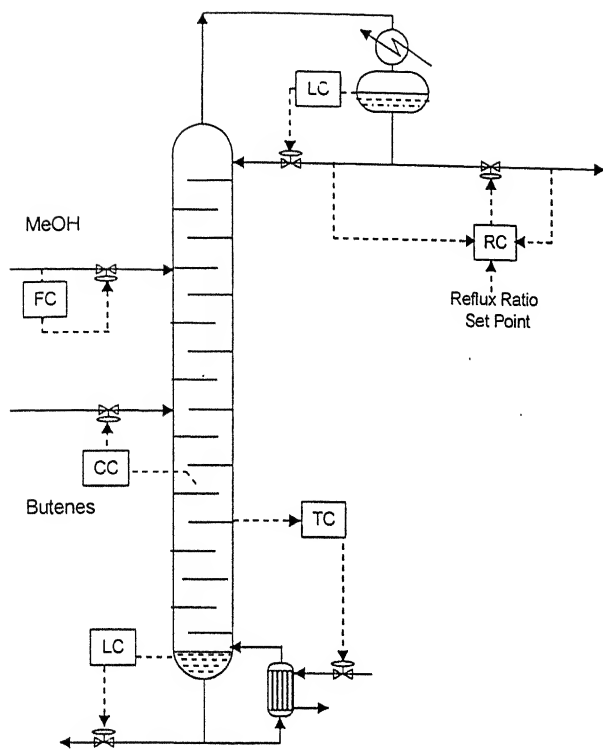 LC
MeOH
FC
RC
Reflux Ratio
Set Point
CC
Butenes
TC
LC